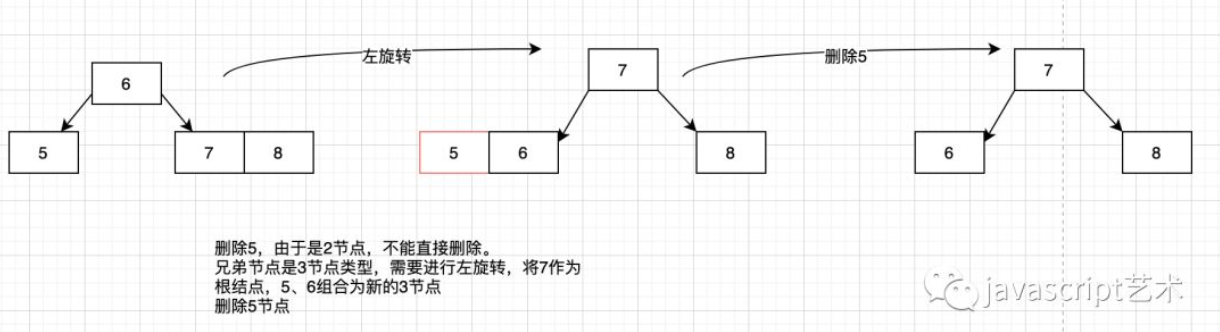 左旋转
删除5
6
7
7
5
7 8
5 6
8
6
8
删除5，由于是2节点，不能直接删除。
兄弟节点是3节点类型，需要进行左旋转，将7作为
根结点，5、6组合为新的3节点
删除5节点
javascript艺术